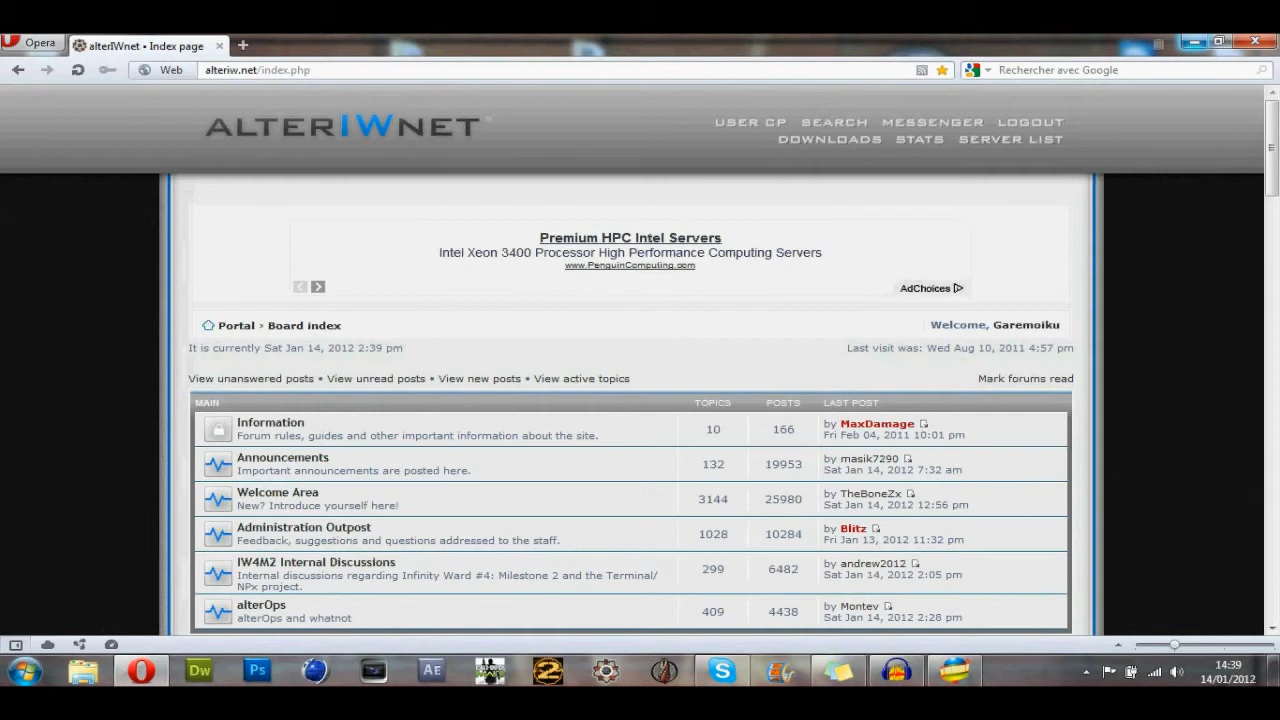 Opera
alterIWnet • Index page
Web
alteriw.net/index.php
Rechercher avec Google
ALTERIWNET
USER CP SEARCH MESSENGER LOGOUT
DOWNLOADS STATS SERVER LIST
Premium HPC Intel Servers
Intel Xeon 3400 Processor High Performance Computing Servers
www.PenguinComputing.com
AdChoices
Portal › Board index
Welcome, Garemoiku
It is currently Sat Jan 14, 2012 2:39 pm
Last visit was: Wed Aug 10, 2011 4:57 pm
View unanswered posts • View unread posts • View new posts • View active topics
Mark forums read
MAIN TOPICS POSTS LAST POST
Information
Forum rules, guides and other important information about the site.
10 166
by MaxDamage
Fri Feb 04, 2011 10:01 pm
Announcements
Important announcements are posted here.
132 19953
by masik7290
Sat Jan 14, 2012 7:32 am
Welcome Area
New? Introduce yourself here!
3144 25980
by TheBoneZx
Sat Jan 14, 2012 12:56 pm
Administration Outpost
Feedback, suggestions and questions addressed to the staff.
1028 10284
by Blitz
Fri Jan 13, 2012 11:32 pm
IW4M2 Internal Discussions
Internal discussions regarding Infinity Ward #4: Milestone 2 and the Terminal/
NPx project.
299 6482
by andrew2012
Sat Jan 14, 2012 2:05 pm
alterOps
alterOps and whatnot
409 4438
by Montev
Sat Jan 14, 2012 2:28 pm
Dw
Ps
AE
2
S
14:39
14/01/2012